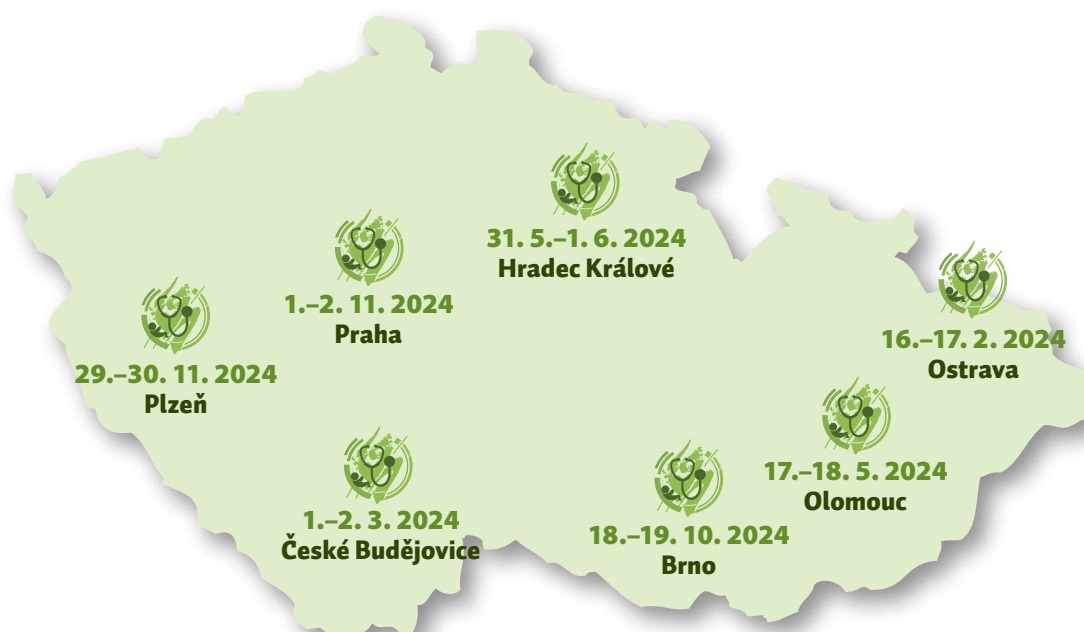 31. 5.–1. 6. 2024
Hradec Králové
1.–2. 11. 2024
Praha
16.–17. 2. 2024
Ostrava
29.–30. 11. 2024
Plzeň
17.–18. 5. 2024
Olomouc
1.–2. 3. 2024
České Budějovice
18.–19. 10. 2024
Brno